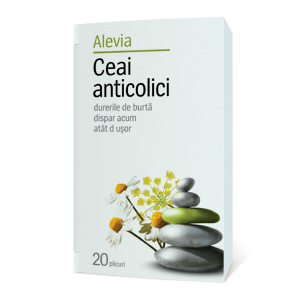 Alevia
Ceai
anticolici
durerile de burtă
dispar acum
atât d ușor
20 plicuri